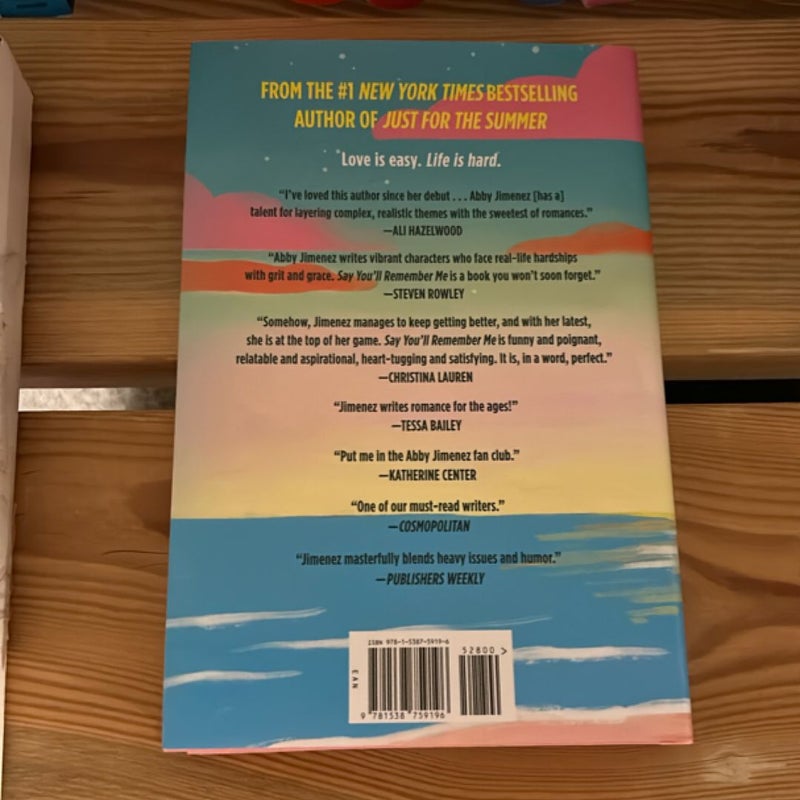 FROM THE #1 NEW YORK TIMES BESTSELLING
AUTHOR OF JUST FOR THE SUMMER
Love is easy. Life is hard.
“I’ve loved this author since her debut . . . Abby Jimenez [has a]
talent for layering complex, realistic themes with the sweetest of romances.”
—ALI HAZELWOOD
“Abby Jimenez writes vibrant characters who face real-life hardships
with grit and grace. Say You’ll Remember Me is a book you won’t soon forget.”
—STEVEN ROWLEY
“Somehow, Jimenez manages to keep getting better, and with her latest,
she is at the top of her game. Say You’ll Remember Me is funny and poignant,
relatable and aspirational, heart-tugging and satisfying. It is, in a word, perfect.”
—CHRISTINA LAUREN
“Jimenez writes romance for the ages!”
—TESSA BAILEY
“Put me in the Abby Jimenez fan club.”
—KATHERINE CENTER
“One of our must-read writers.”
—COSMOPOLITAN
“Jimenez masterfully blends heavy issues and humor.”
—PUBLISHERS WEEKLY
ISBN 978-1-5387-5919-6
52800 >
EAN
9 781538 759196